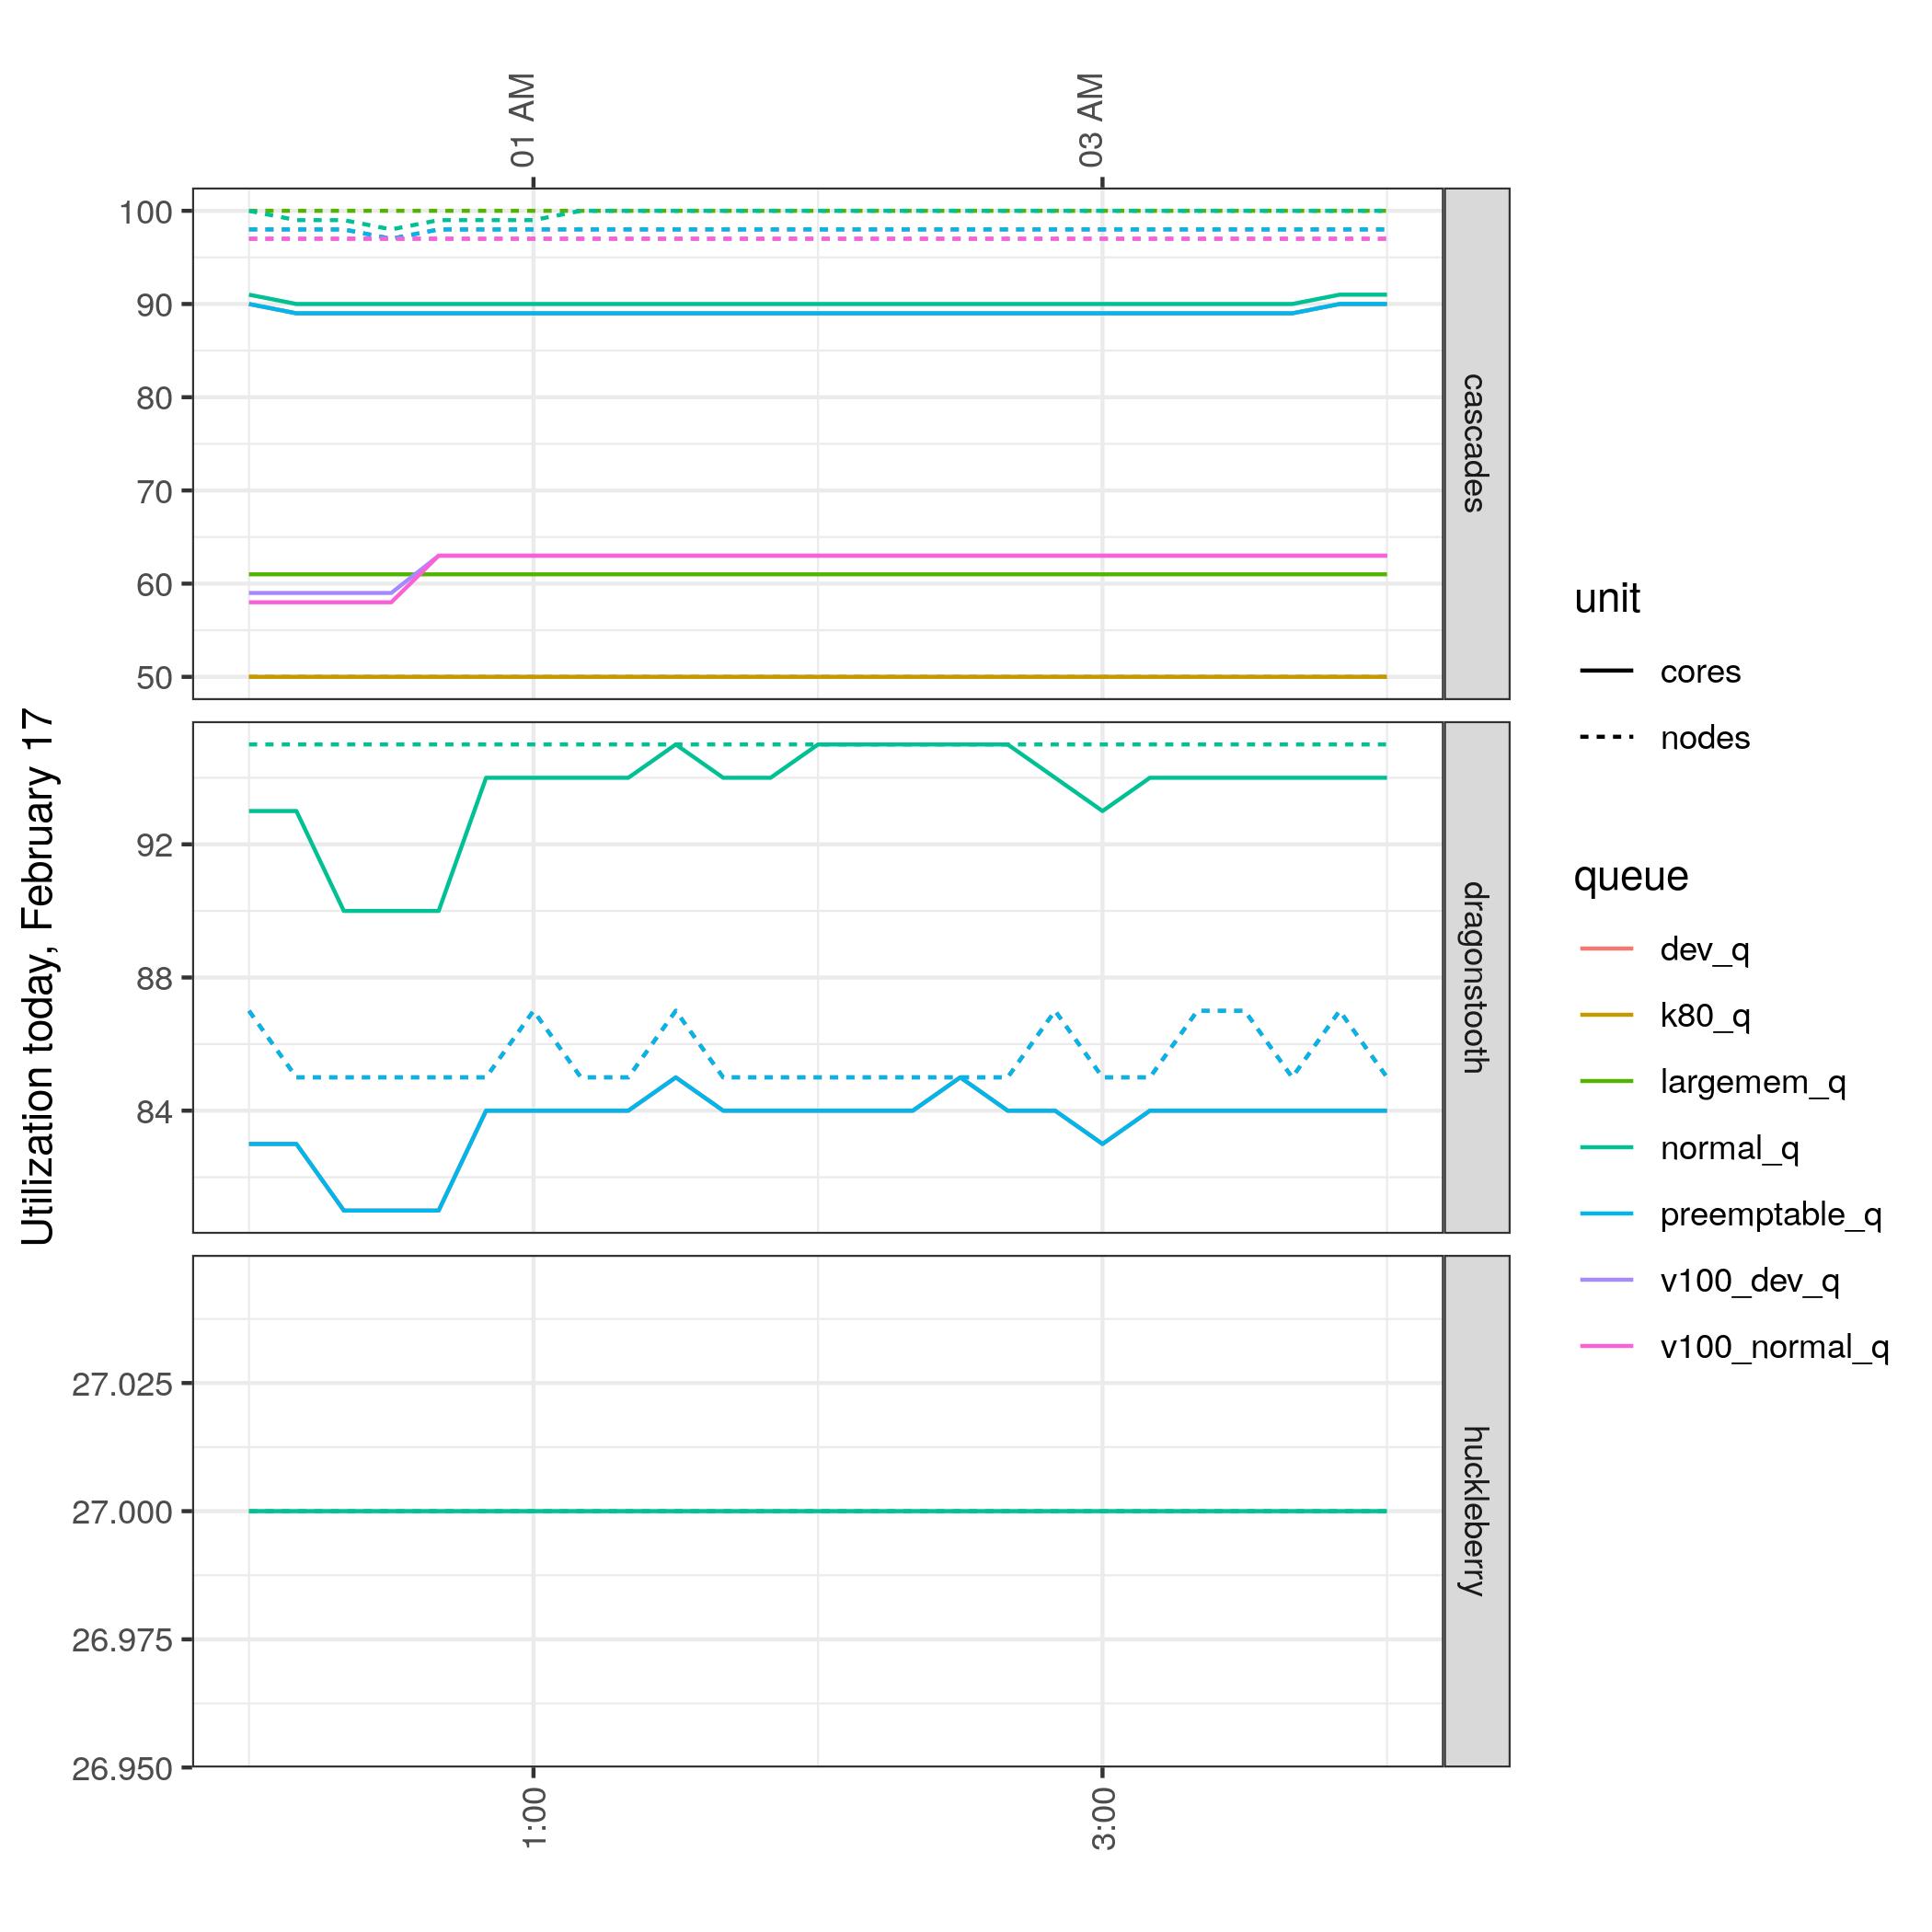 01 AM
03 AM
100
90
80
70
60
50
cascades
92
88
84
dragonstooth
27.025
27.000
26.975
26.950
huckleberry
1:00
3:00
Utilization today, February 17
unit
cores
nodes
queue
dev_q
k80_q
largemem_q
normal_q
preemptable_q
v100_dev_q
v100_normal_q